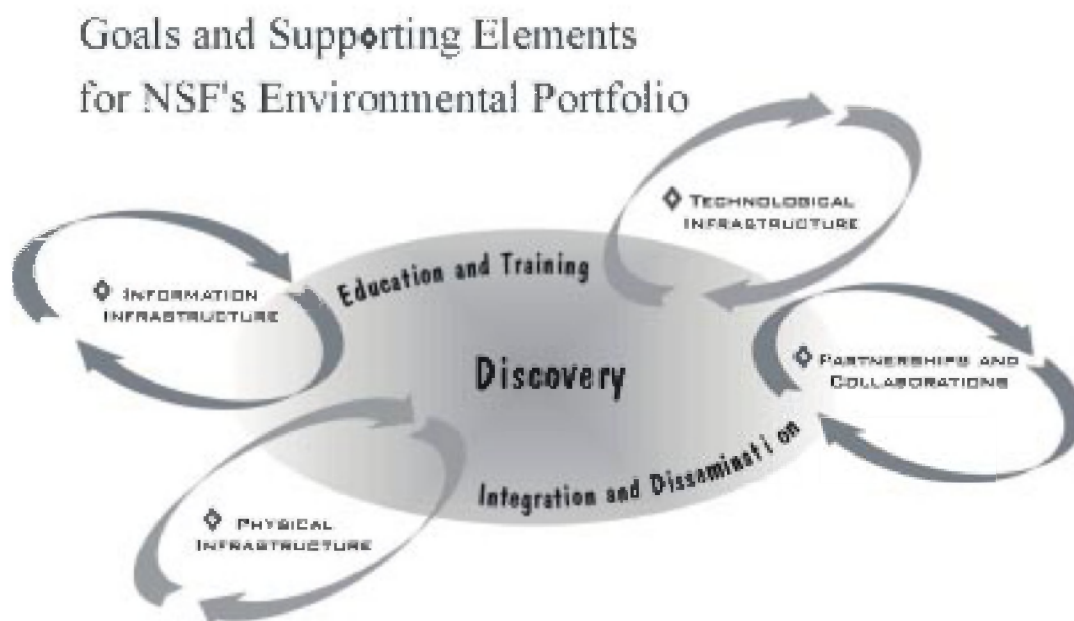 Goals and Supporting Elements
for NSF's Environmental Portfolio
TECHNOLOGICAL
INFRASTRUCTURE
Education and Training
INFORMATION
INFRASTRUCTURE
Discovery
PARTNERSHIPS AND
COLLABORATIONS
Integration and Dissemination
PHYSICAL
INFRASTRUCTURE